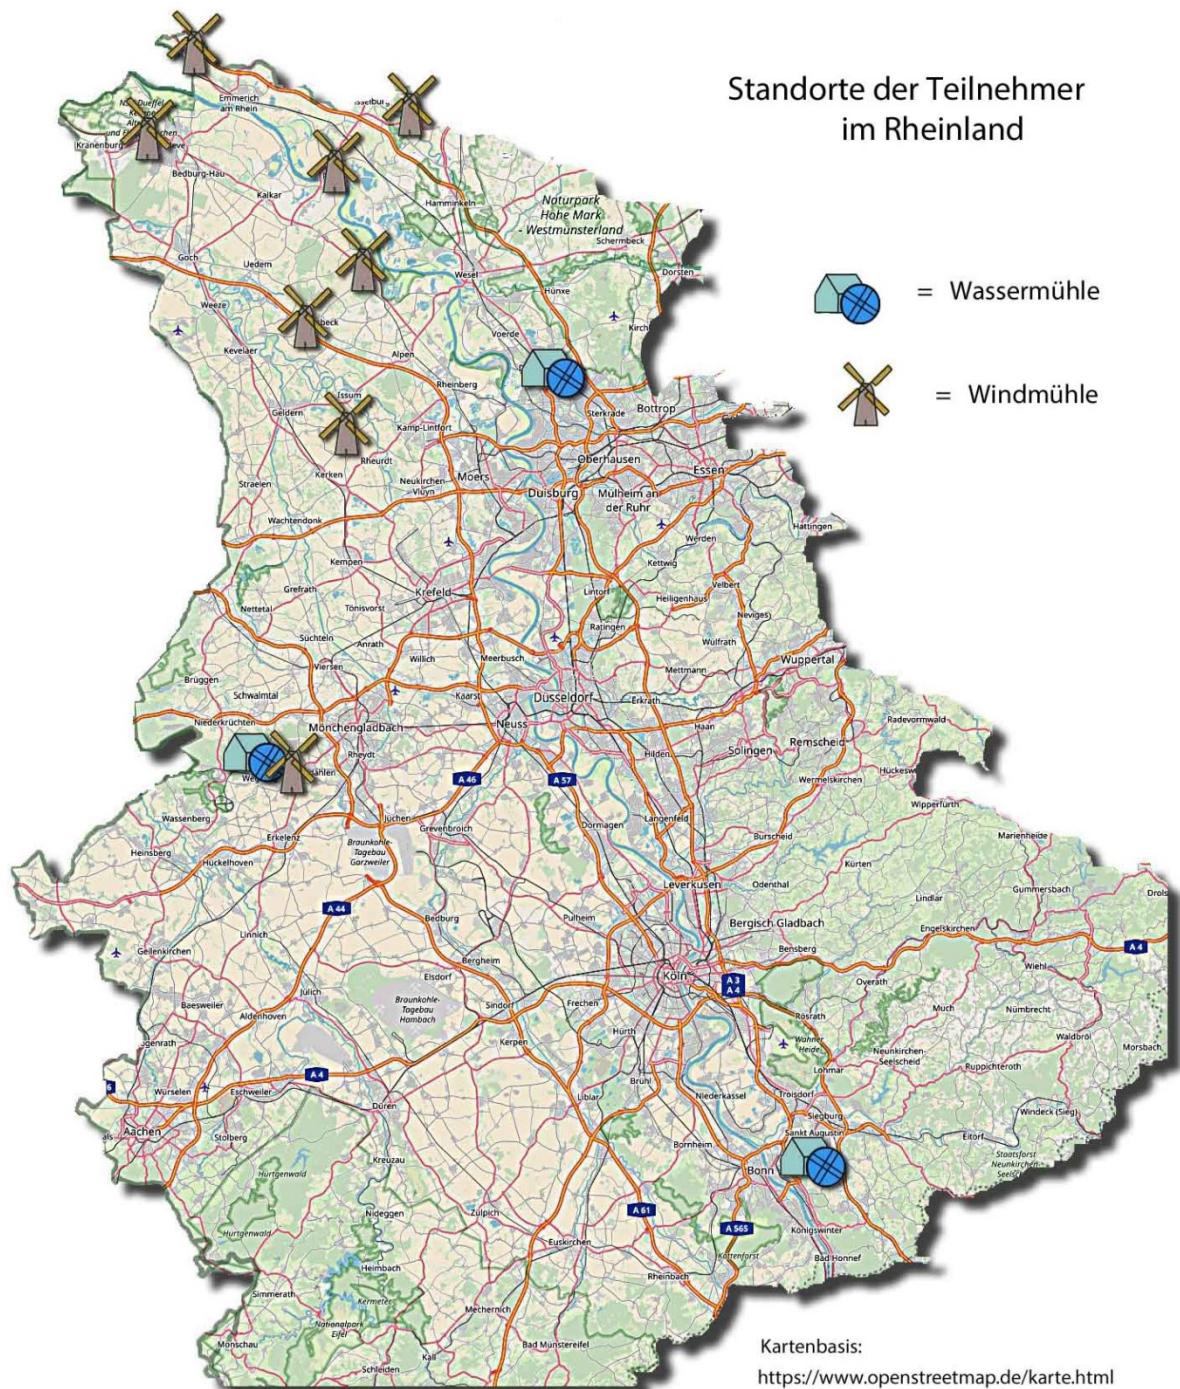 Standorte der Teilnehmer
im Rheinland
= Wassermühle
= Windmühle
Emmerich
am Rhein
Kranenburg
Bedburg-Hau
Kalkar
Hamminkeln
Naturpark
Hohe Mark
- Westmünsterland
Schermbeck
Goch
Uedem
Wesel
Dorsten
Hünxe
Weeze
Voerde
Kevelaer
Alpen
Rheinberg
Issum
Geldern
Sterkrade
Bottrop
Kamp-Lintfort
Rheurdt
Kerken
Oberhausen
Essen
Straelen
Neukirchen-
Vluyn
Moers
Duisburg
Mülheim an
der Ruhr
Wachtendonk
Hattingen
Werden
Kempen
Kettwig
Grefrath
Krefeld
Velbert
Nettetal
Tönisvorst
Lintorf
Heiligenhaus
Neviges
Süchteln
Anrath
Ratingen
Wülfrath
Viersen
Willich
Meerbusch
Mettmann
Wuppertal
Brüggen
Schwalmtal
Kaarst
Düsseldorf
Erkrath
Niederkrüchten
Mönchengladbach
Neuss
Haan
Radevormwald
Rheydt
Hilden
Solingen
Remscheid
A 46
A 57
Wermelskirchen
Wassenberg
Jüchen
Grevenbroich
Dormagen
Langenfeld
Wipperfürth
Erkelenz
Burscheid
Marienheide
Heinsberg
Hückelhoven
Braunkohle-
Tagebau
Garzweiler
Kürten
Leverkusen
Odenthal
Gummersbach
Lindlar
A 44
Bedburg
Pulheim
Bergisch Gladbach
Engelskirchen
Linnich
Bensberg
A 4
Geilenkirchen
Bergheim
Elsdorf
Köln
A 3
A 4
Overath
Wiehl
Baesweiler
Jülich
Braunkohle-
Tagebau
Hambach
Sindorf
Frechen
Rösrath
Much
Nümbrecht
Aldenhoven
Kerpen
Hürth
Wahner
Heide
Neunkirchen-
Seelscheid
Waldbröl
Morsbach
A 4
Brühl
Lohmar
Ruppichteroth
Würselen
Eschweiler
Düren
Liblar
Niederkassel
Troisdorf
Siegburg
Windeck (Sieg)
Aachen
Stolberg
Bornheim
Sankt Augustin
Eitorf
Kreuzau
Bonn
Staatsforst
Hürtgenwald
Nideggen
Zülpich
A 61
A 565
Königswinter
Hürtgenwald
Euskirchen
Kottenforst
Bad Honnef
Heimbach
Rheinbach
Simmerath
Kermeter
Mechernich
Nationalpark
Eifel
Monschau
Kall
Bad Münstereifel
Schleiden
Kartenbasis:
https://www.openstreetmap.de/karte.html